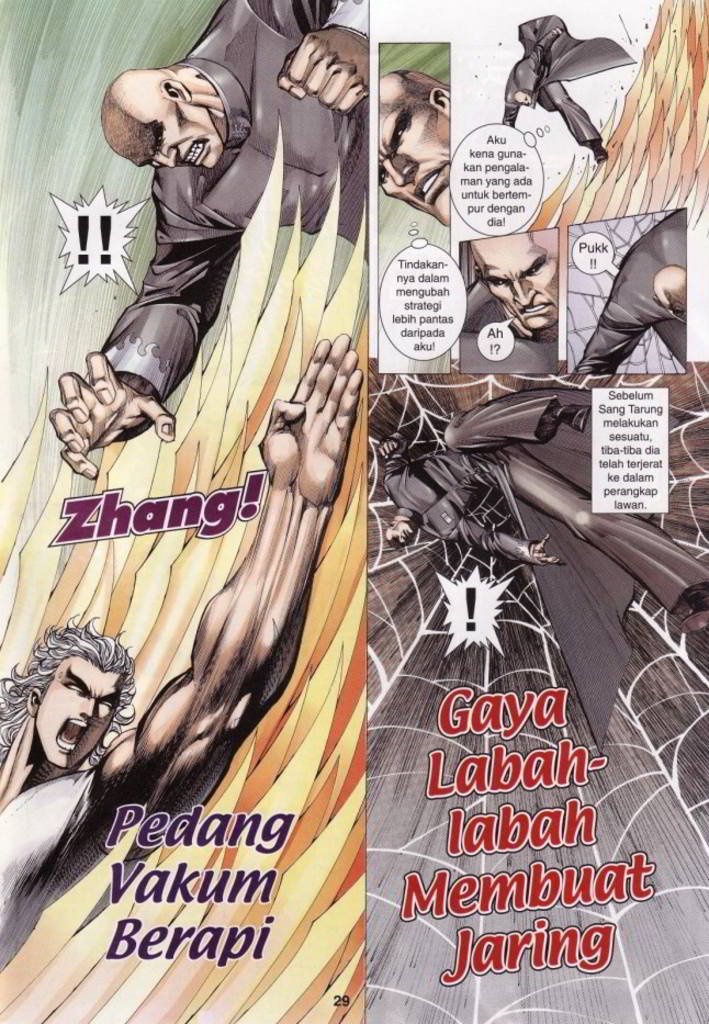 !!
Zhang!
Pedang
Vakum
Berapi
29
Aku
kena guna-
kan pengala-
man yang ada
untuk bertem-
pur dengan
dia!
Tindakan-
nya dalam
mengubah
strategi
lebih pantas
daripada
aku!
Ah
!?
Pukk
!!
Sebelum
Sang Tarung
melakukan
sesuatu,
tiba-tiba dia
telah terjerat
ke dalam
perangkap
lawan.
!
Gaya
Labah-
labah
Membuat
Jaring